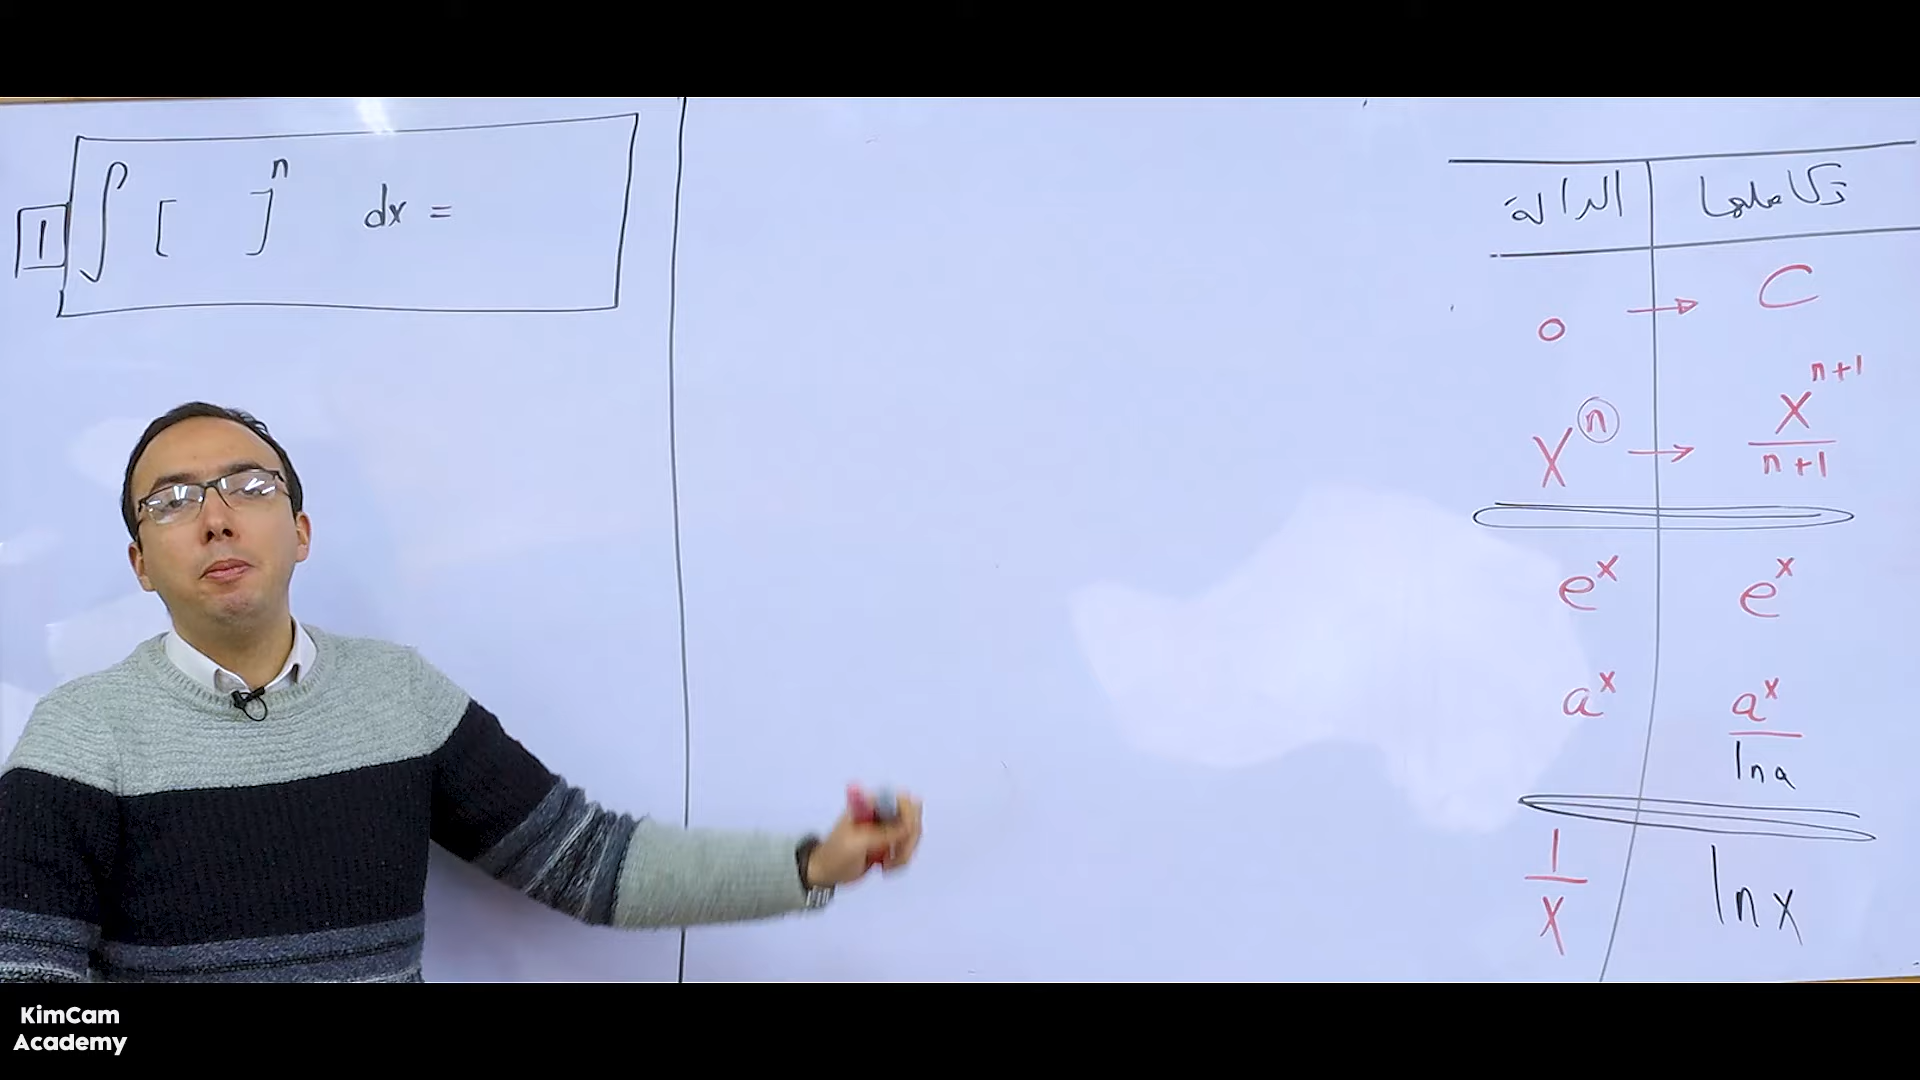 1 ∫ [ ]ⁿ dx =
الدالة تكاملها
0 → C
xⁿ → xⁿ⁺¹ / n+1
eˣ eˣ
aˣ aˣ / ln a
1 / x ln x
KimCam
Academy